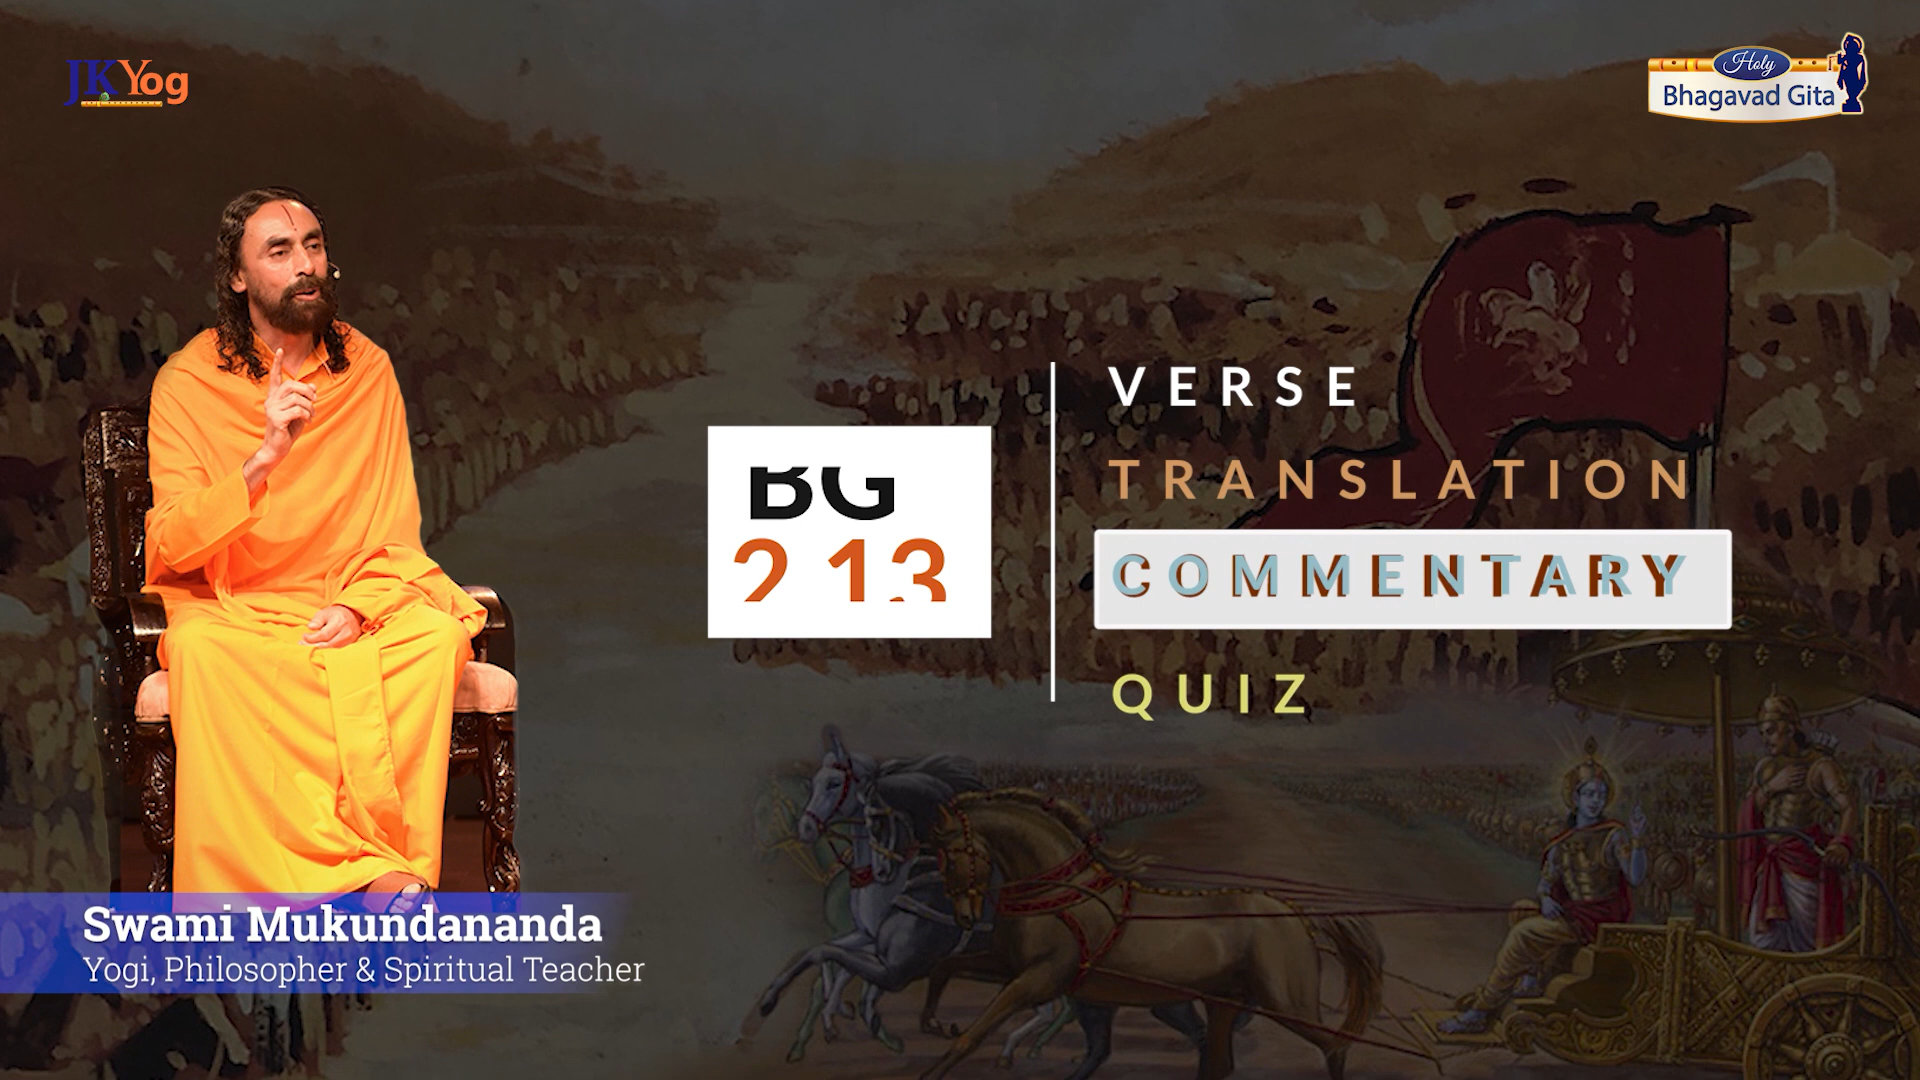 JKYog
Holy
Bhagavad Gita
BG
2.13
VERSE
TRANSLATION
COMMENTARY
QUIZ
Swami Mukundananda
Yogi, Philosopher & Spiritual Teacher